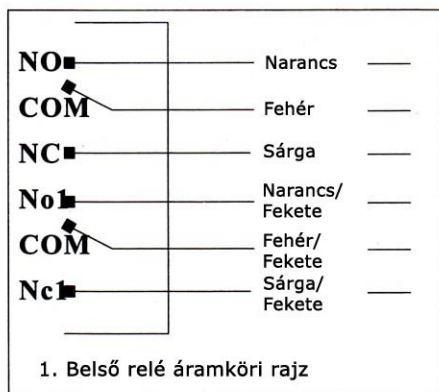 NO Narancs
COM Fehér
NC Sárga
No1 Narancs/
Fekete
COM Fehér/
Fekete
Nc1 Sárga/
Fekete
1. Belső relé áramköri rajz